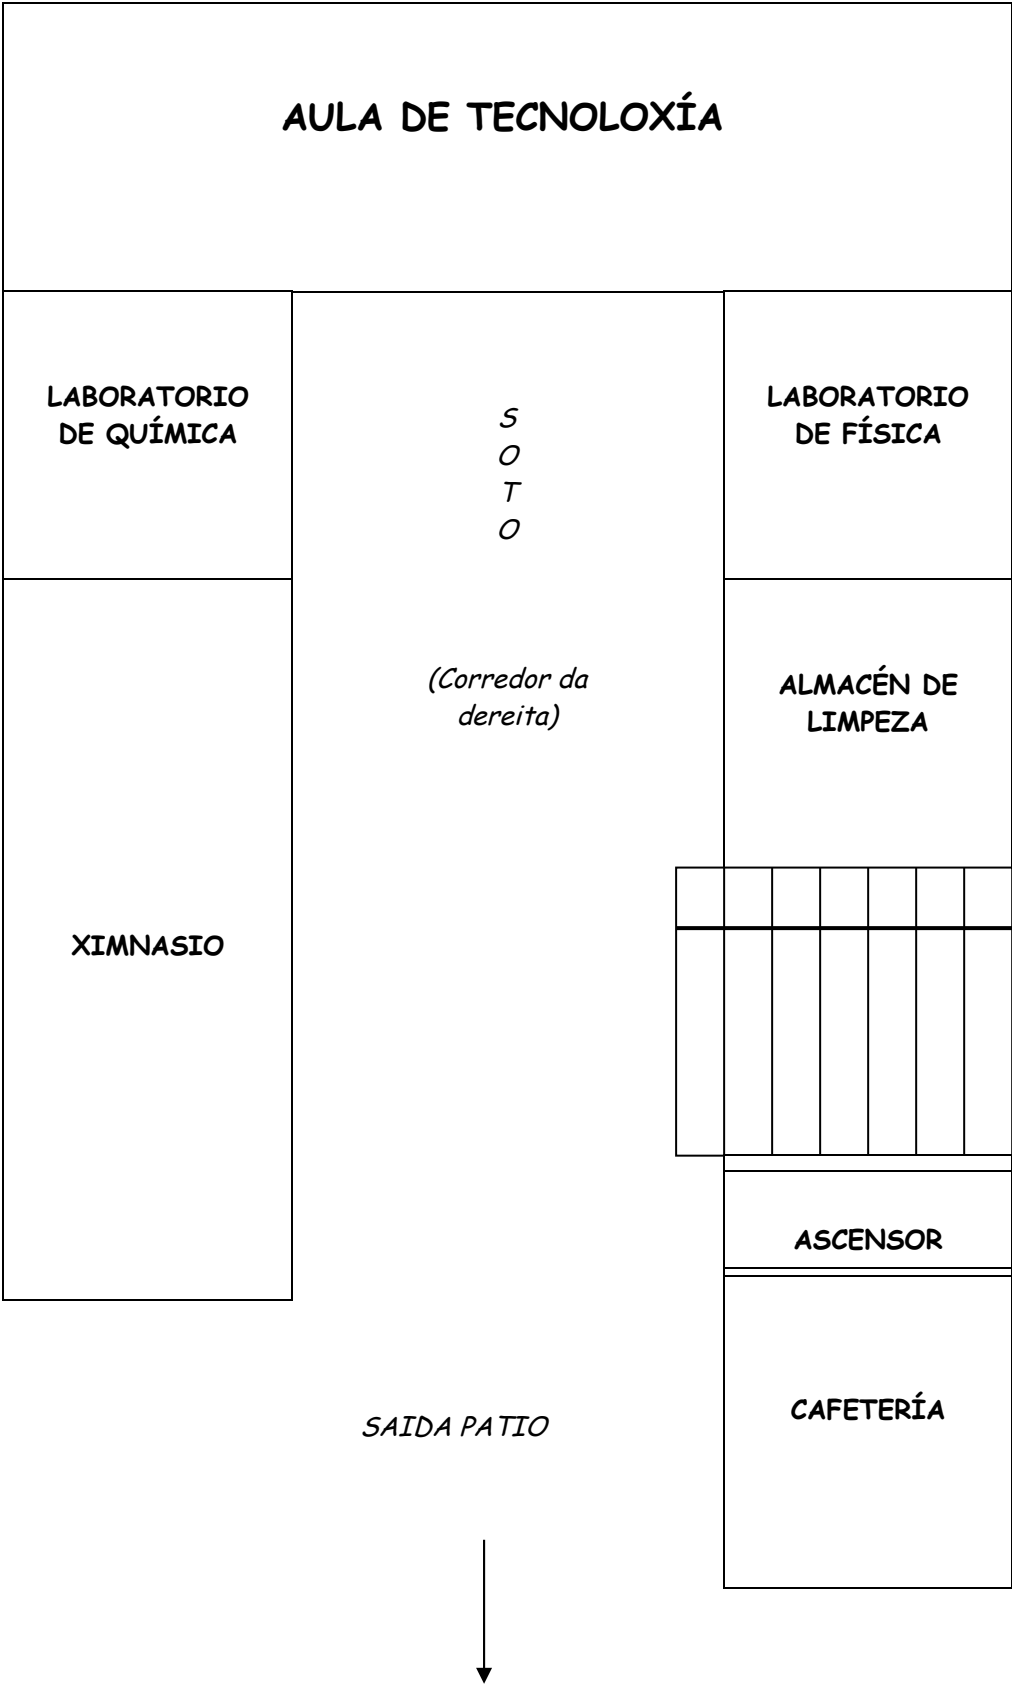 AULA DE TECNOLOXÍA
LABORATORIO
DE QUÍMICA
S
O
T
O
LABORATORIO
DE FÍSICA
(Corredor da
dereita)
ALMACÉN DE
LIMPEZA
XIMNASIO
ASCENSOR
CAFETERÍA
SAIDA PATIO